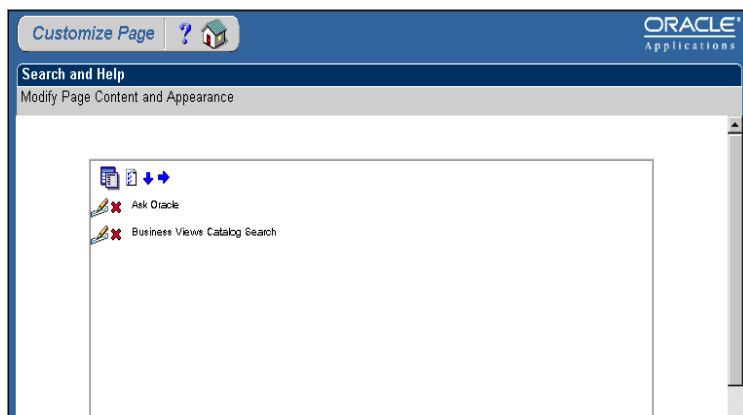 Customize Page
ORACLE
Applications
Search and Help
Modify Page Content and Appearance
Ask Oracle
Business Views Catalog Search